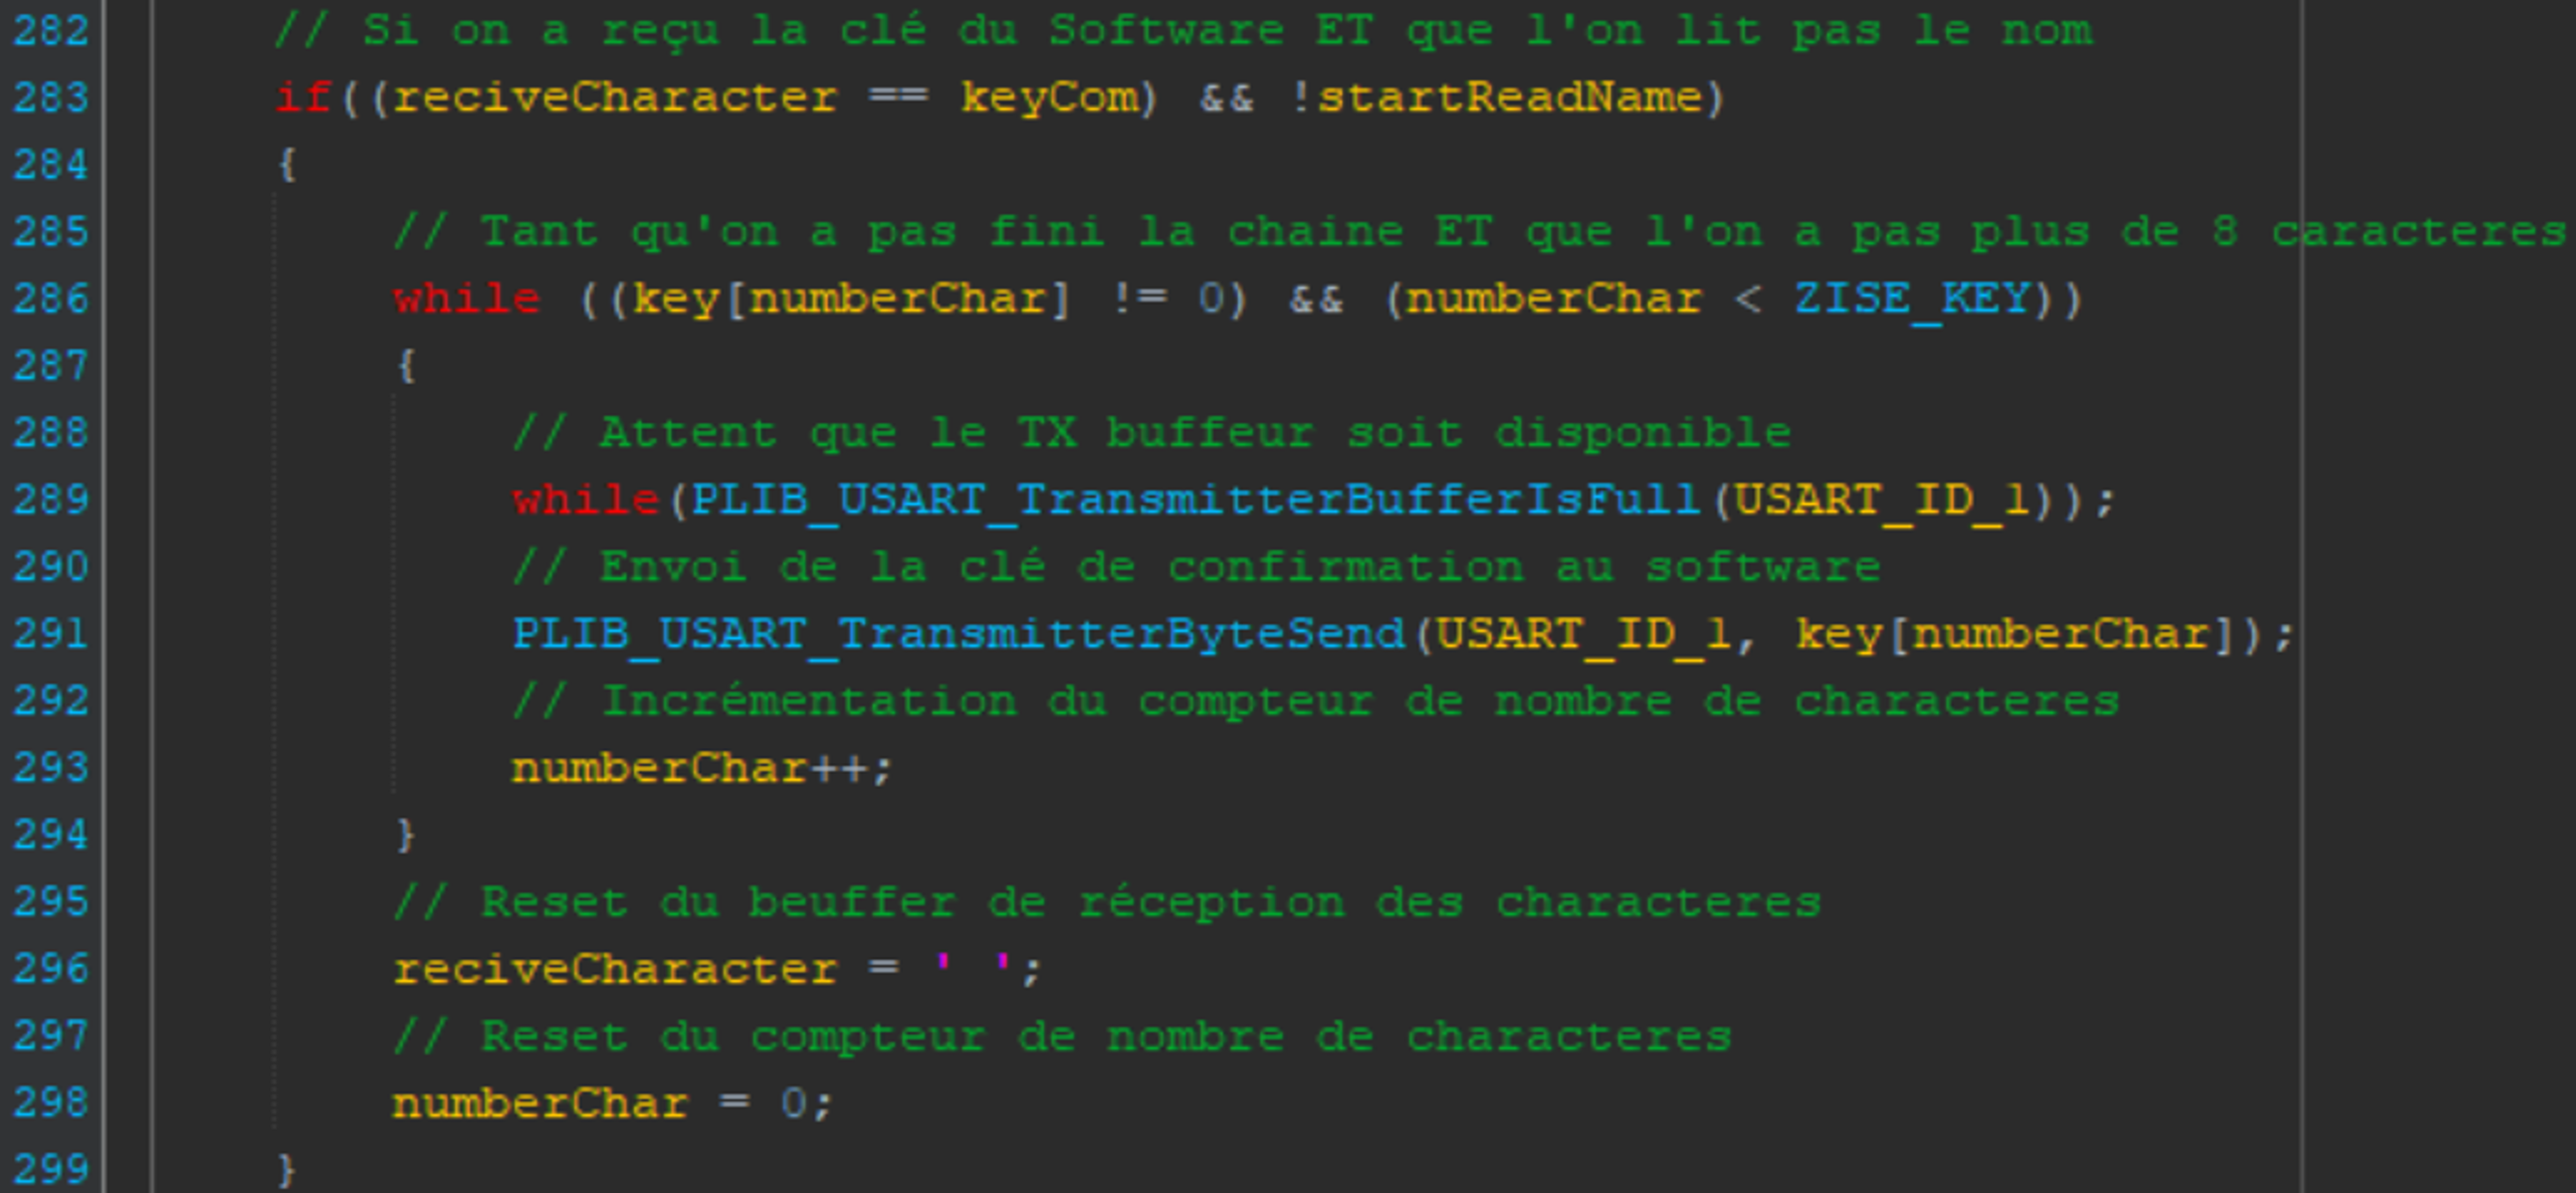 282 // Si on a reçu la clé du Software ET que l'on lit pas le nom
283 if((reciveCharacter == keyCom) && !startReadName)
284 {
285 // Tant qu'on a pas fini la chaine ET que l'on a pas plus de 8 caracteres
286 while ((key[numberChar] != 0) && (numberChar < ZISE_KEY))
287 {
288 // Attent que le TX buffeur soit disponible
289 while(PLIB_USART_TransmitterBufferIsFull(USART_ID_1));
290 // Envoi de la clé de confirmation au software
291 PLIB_USART_TransmitterByteSend(USART_ID_1, key[numberChar]);
292 // Incrémentation du compteur de nombre de characteres
293 numberChar++;
294 }
295 // Reset du beuffer de réception des characteres
296 reciveCharacter = ' ';
297 // Reset du compteur de nombre de characteres
298 numberChar = 0;
299 }